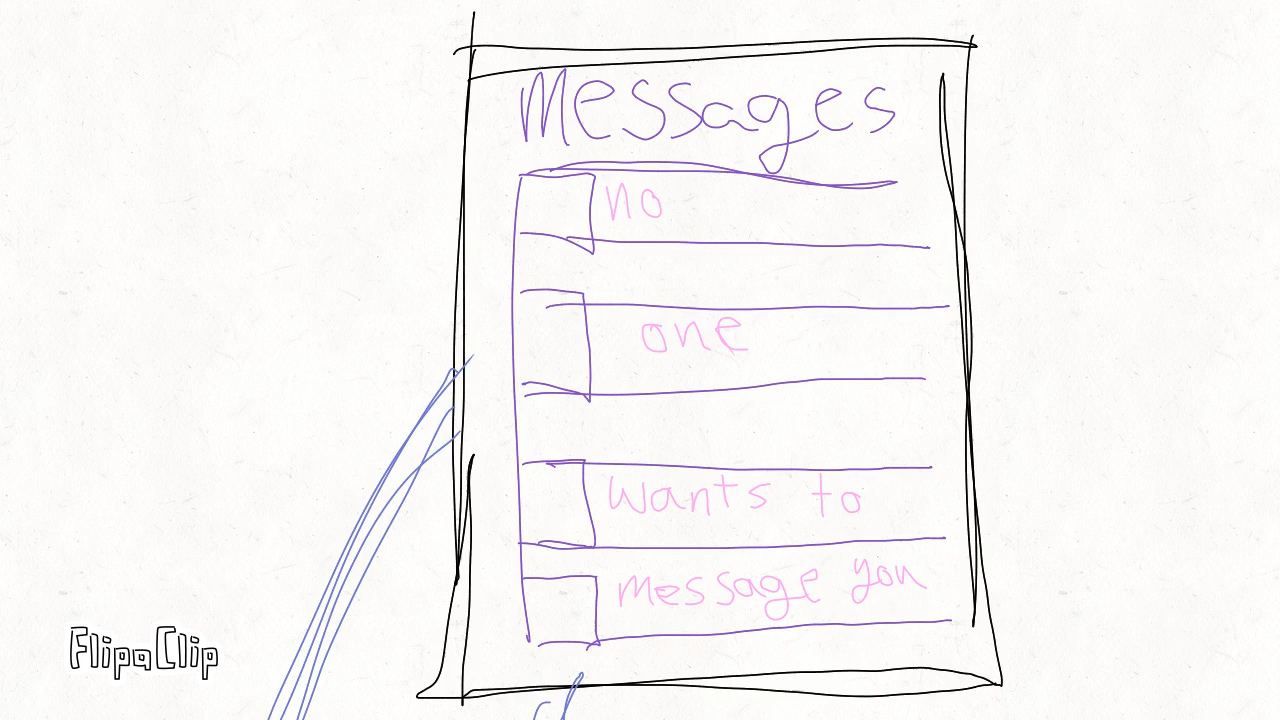 Messages
no
one
wants to
message you
FlipaClip